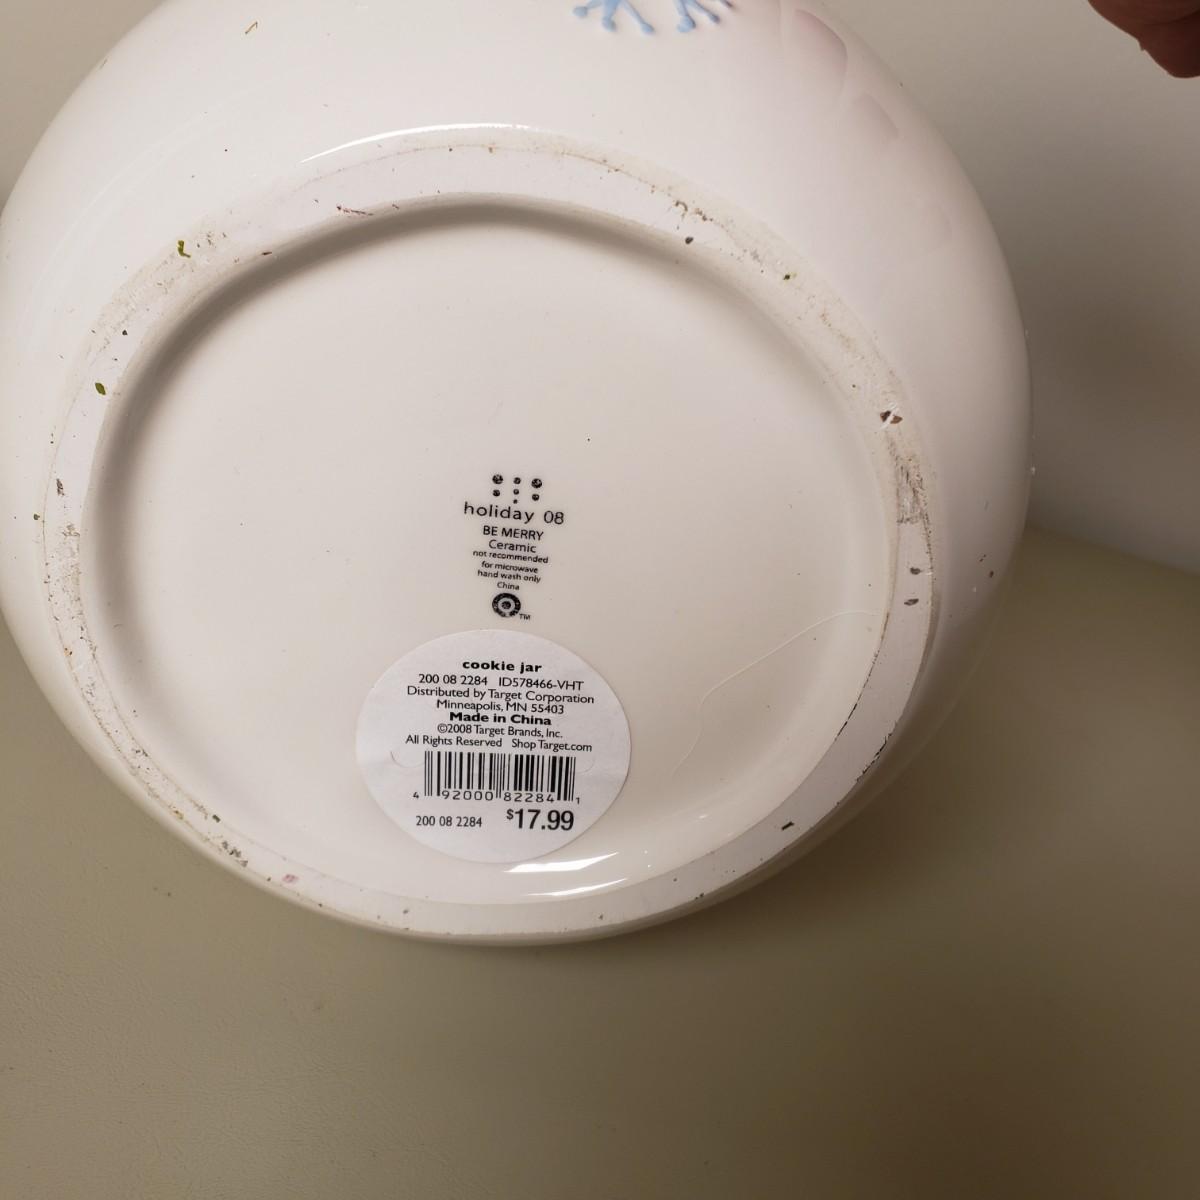 holiday 08
BE MERRY
Ceramic
not recommended
for microwave
hand wash only
China
TM
cookie jar
200 08 2284 ID578466-VHT
Distributed by Target Corporation
Minneapolis, MN 55403
Made in China
©2008 Target Brands, Inc.
All Rights Reserved Shop Target.com
4 92000 82284 1
200 08 2284 $17.99